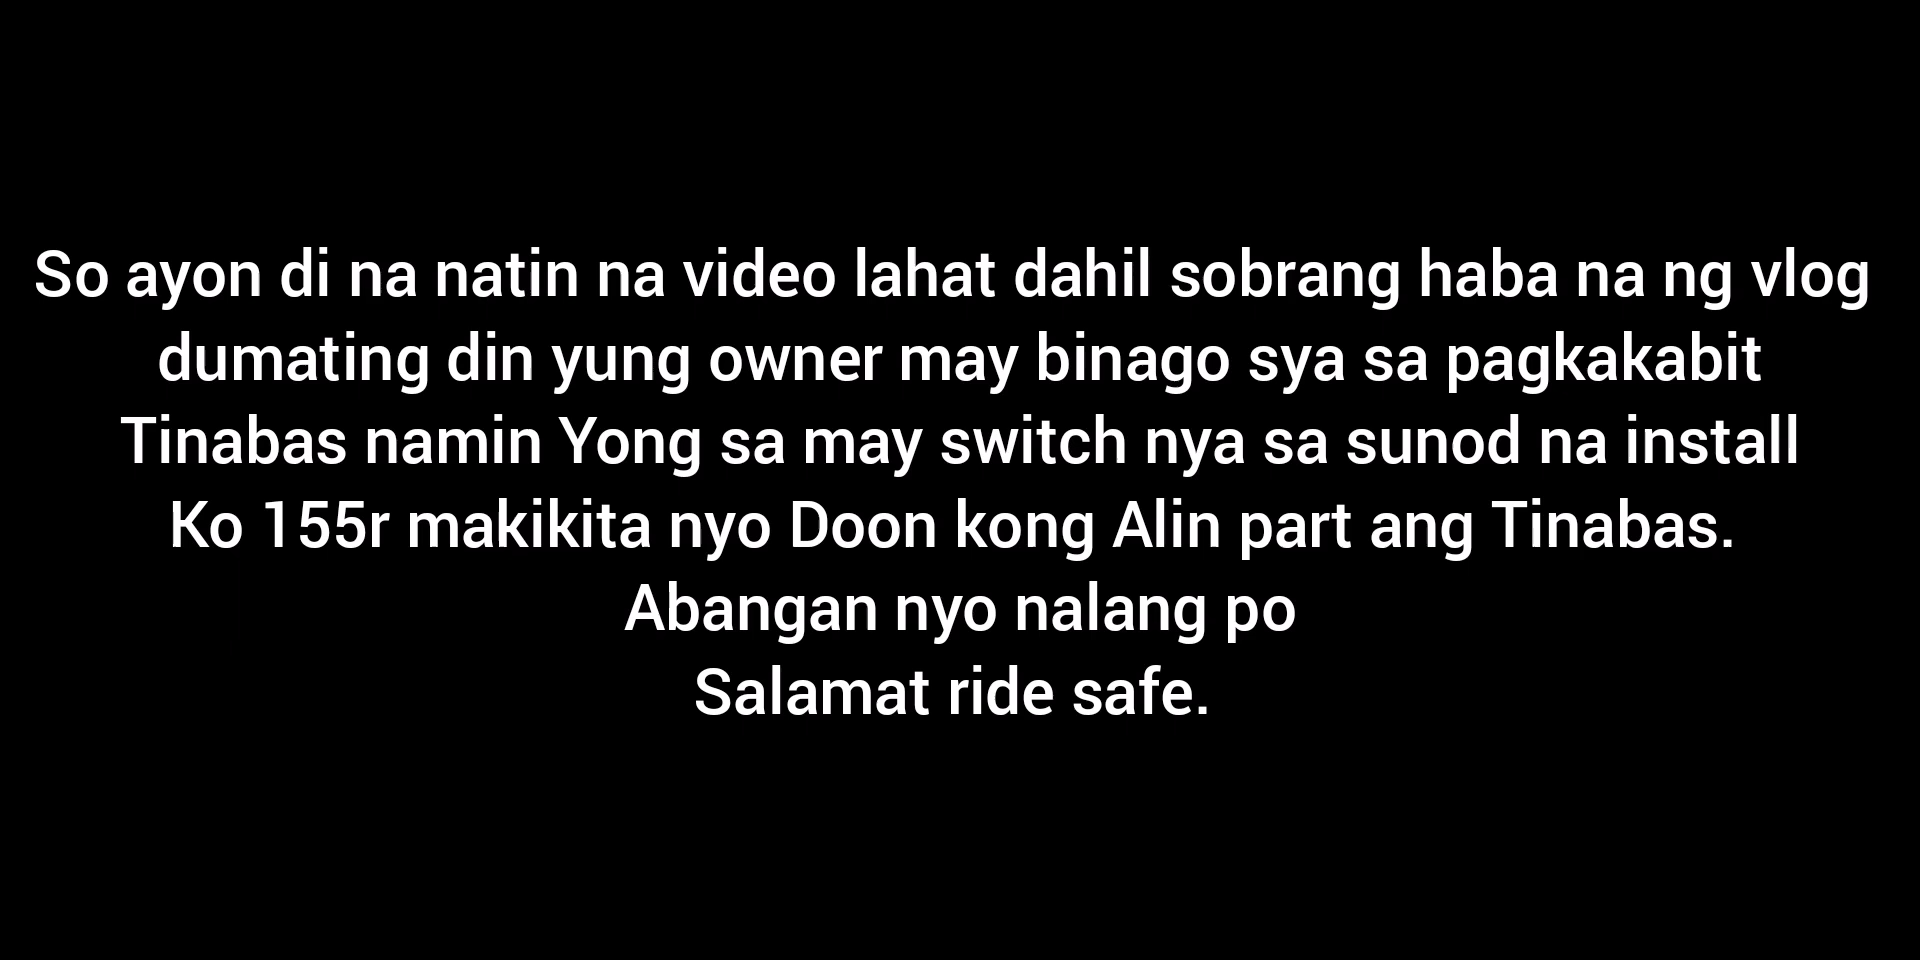 So ayon di na natin na video lahat dahil sobrang haba na ng vlog
dumating din yung owner may binago sya sa pagkakabit
Tinabas namin Yong sa may switch nya sa sunod na install
Ko 155r makikita nyo Doon kong Alin part ang Tinabas.
Abangan nyo nalang po
Salamat ride safe.